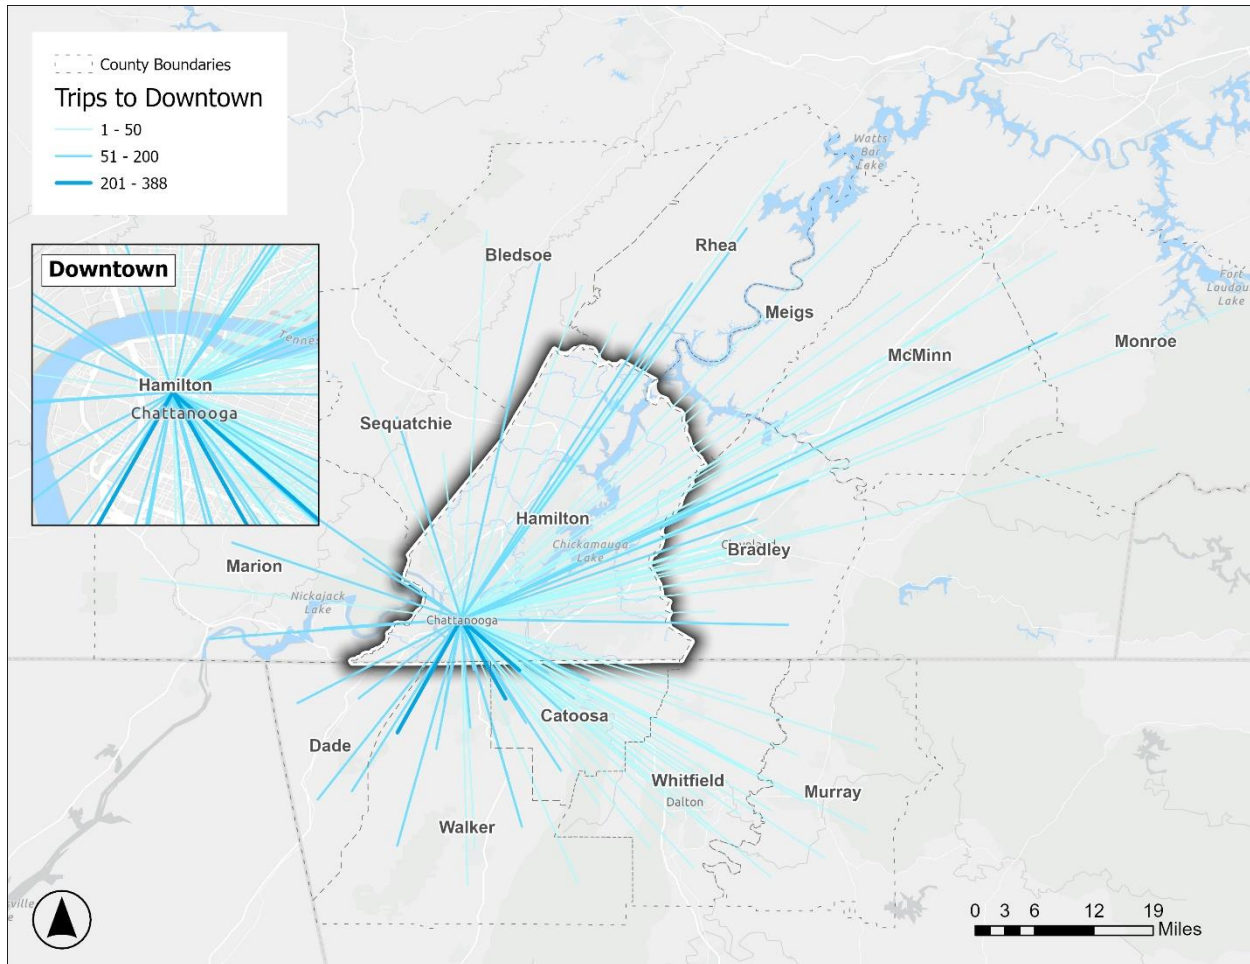 County Boundaries
Trips to Downtown
1 - 50
51 - 200
201 - 388
Downtown
Hamilton
Chattanooga
Watts
Bar
Lake
Rhea
Bledsoe
Meigs
Fort
Loudou
Lake
McMinn
Monroe
Sequatchie
Hamilton
Chickamauga
Lake
Bradley
Marion
Nickajack
Lake
Chattanooga
Catoosa
Dade
Whitfield
Dalton
Murray
Walker
sville
0 3 6 12 19
Miles